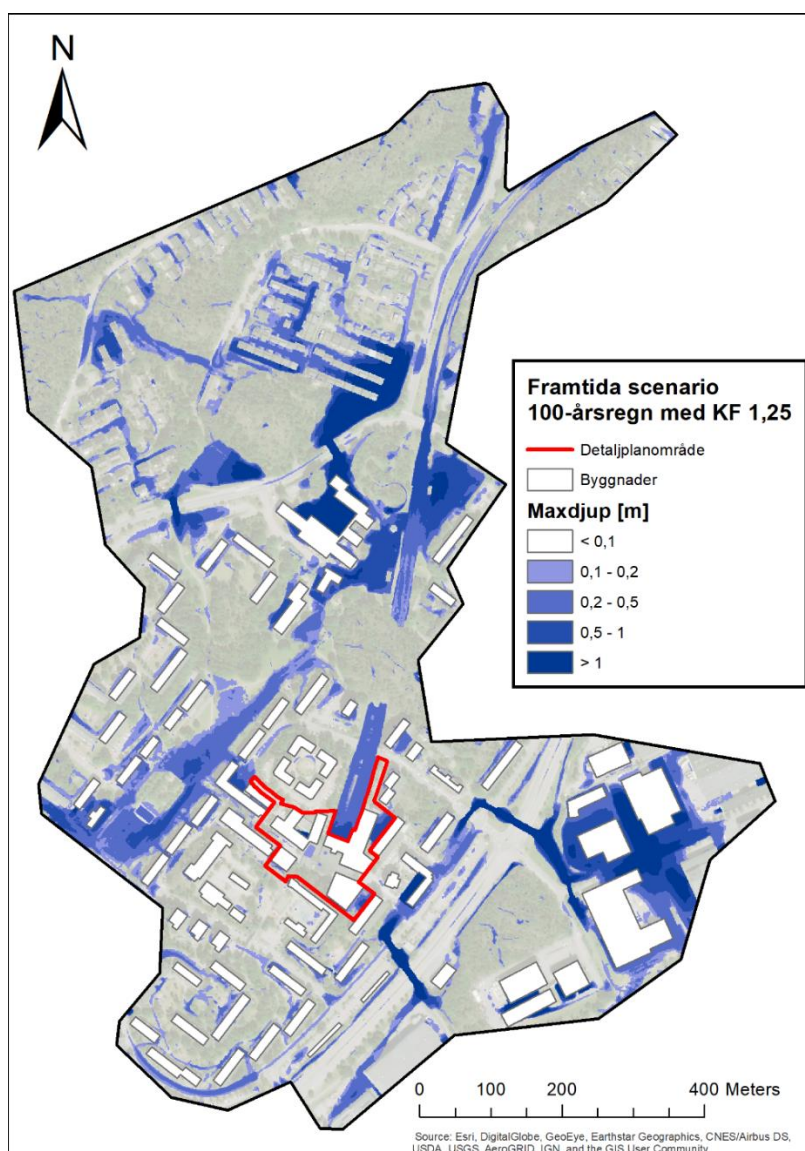 N
Framtida scenario
100-årsregn med KF 1,25
Detaljplanområde
Byggnader
Maxdjup [m]
< 0,1
0,1 - 0,2
0,2 - 0,5
0,5 - 1
> 1
0 100 200 400 Meters
Source: Esri, DigitalGlobe, GeoEye, Earthstar Geographics, CNES/Airbus DS,
USDA, USGS, AeroGRID, IGN, and the GIS User Community